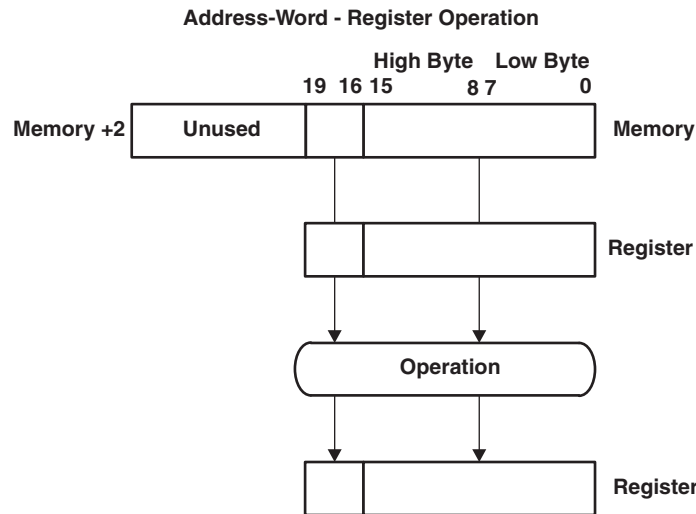 Address-Word - Register Operation
High Byte Low Byte
19 16 15 8 7 0
Memory +2 Unused Memory
Register
Operation
Register